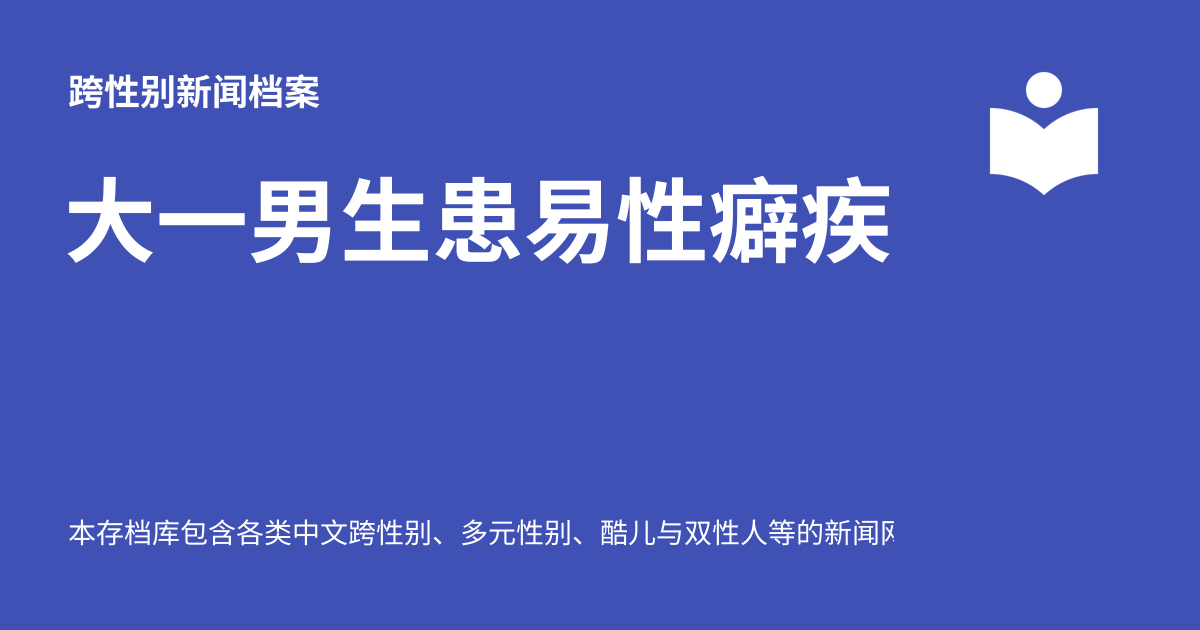 跨性别新闻档案
大一男生患易性癖疾
本存档库包含各类中文跨性别、多元性别、酷儿与双性人等的新闻